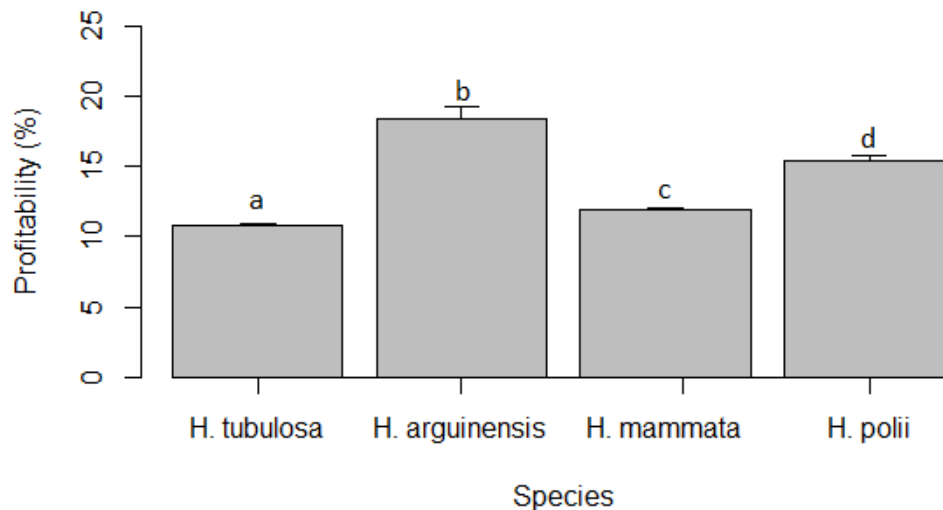 Profitability (%)
25
20
15
10
5
0
a
b
c
d
H. tubulosa
H. arguinensis
H. mammata
H. polii
Species